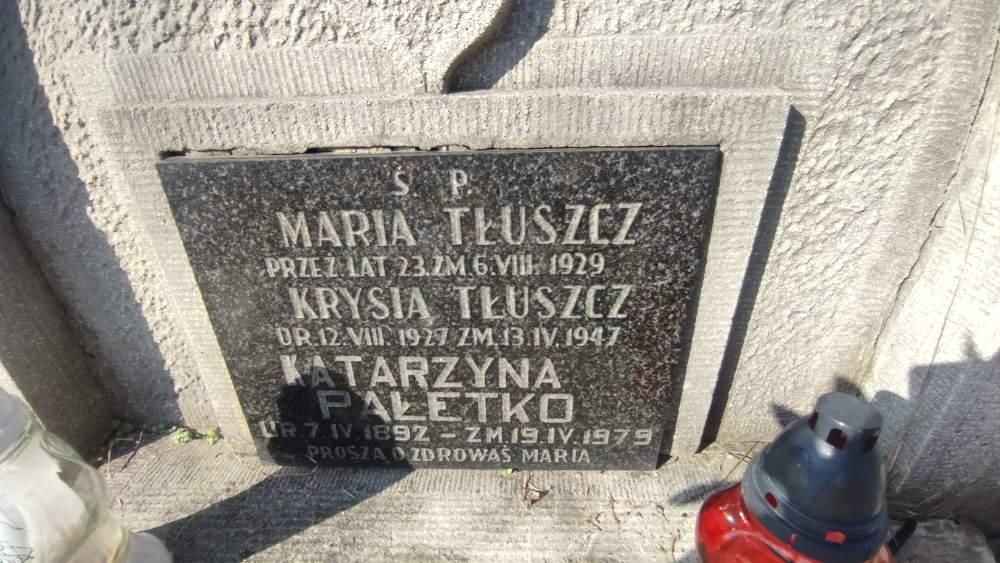 Ś P.
MARIA TŁUSZCZ
PRZEŻ LAT 23. ZM. 6. VIII. 1929
KRYSIA TŁUSZCZ
UR. 12. VIII. 1927 ZM. 13. IV. 1947
KATARZYNA
PAŁETKO
UR 7. IV. 1892 – ZM. 19. IV. 1979
PROSZĄ O ZDROWAŚ MARIA